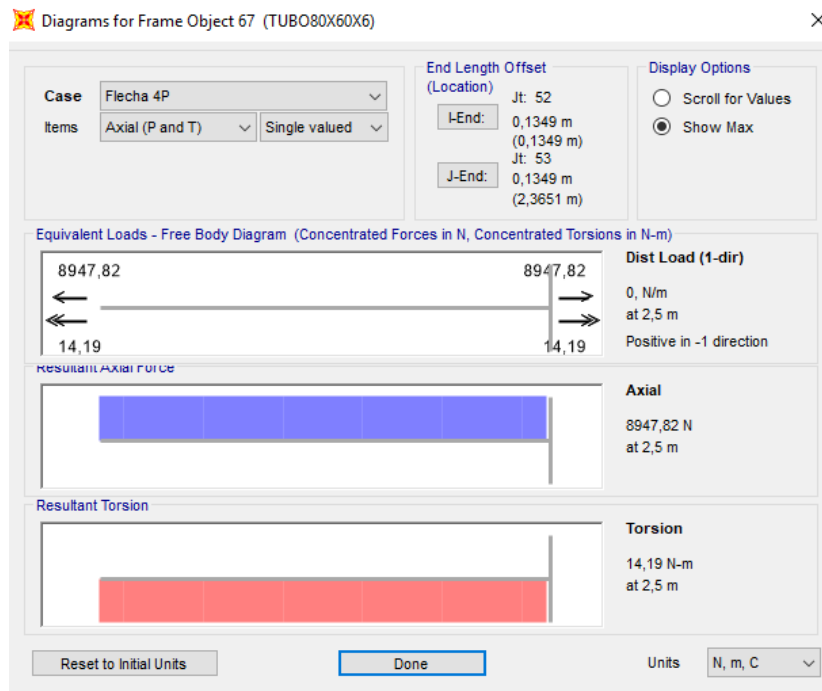 Diagrams for Frame Object 67 (TUBO80X60X6)
Case
Flecha 4P
Items
Axial (P and T)
Single valued
End Length Offset
(Location)
Jt: 52
I-End:
0,1349 m
(0,1349 m)
Jt: 53
J-End:
0,1349 m
(2,3651 m)
Display Options
Scroll for Values
Show Max
Equivalent Loads - Free Body Diagram (Concentrated Forces in N, Concentrated Torsions in N-m)
8947,82
8947,82
14,19
14,19
Dist Load (1-dir)
0, N/m
at 2,5 m
Positive in -1 direction
Resultant Axial Force
Axial
8947,82 N
at 2,5 m
Resultant Torsion
Torsion
14,19 N-m
at 2,5 m
Reset to Initial Units
Done
Units
N, m, C